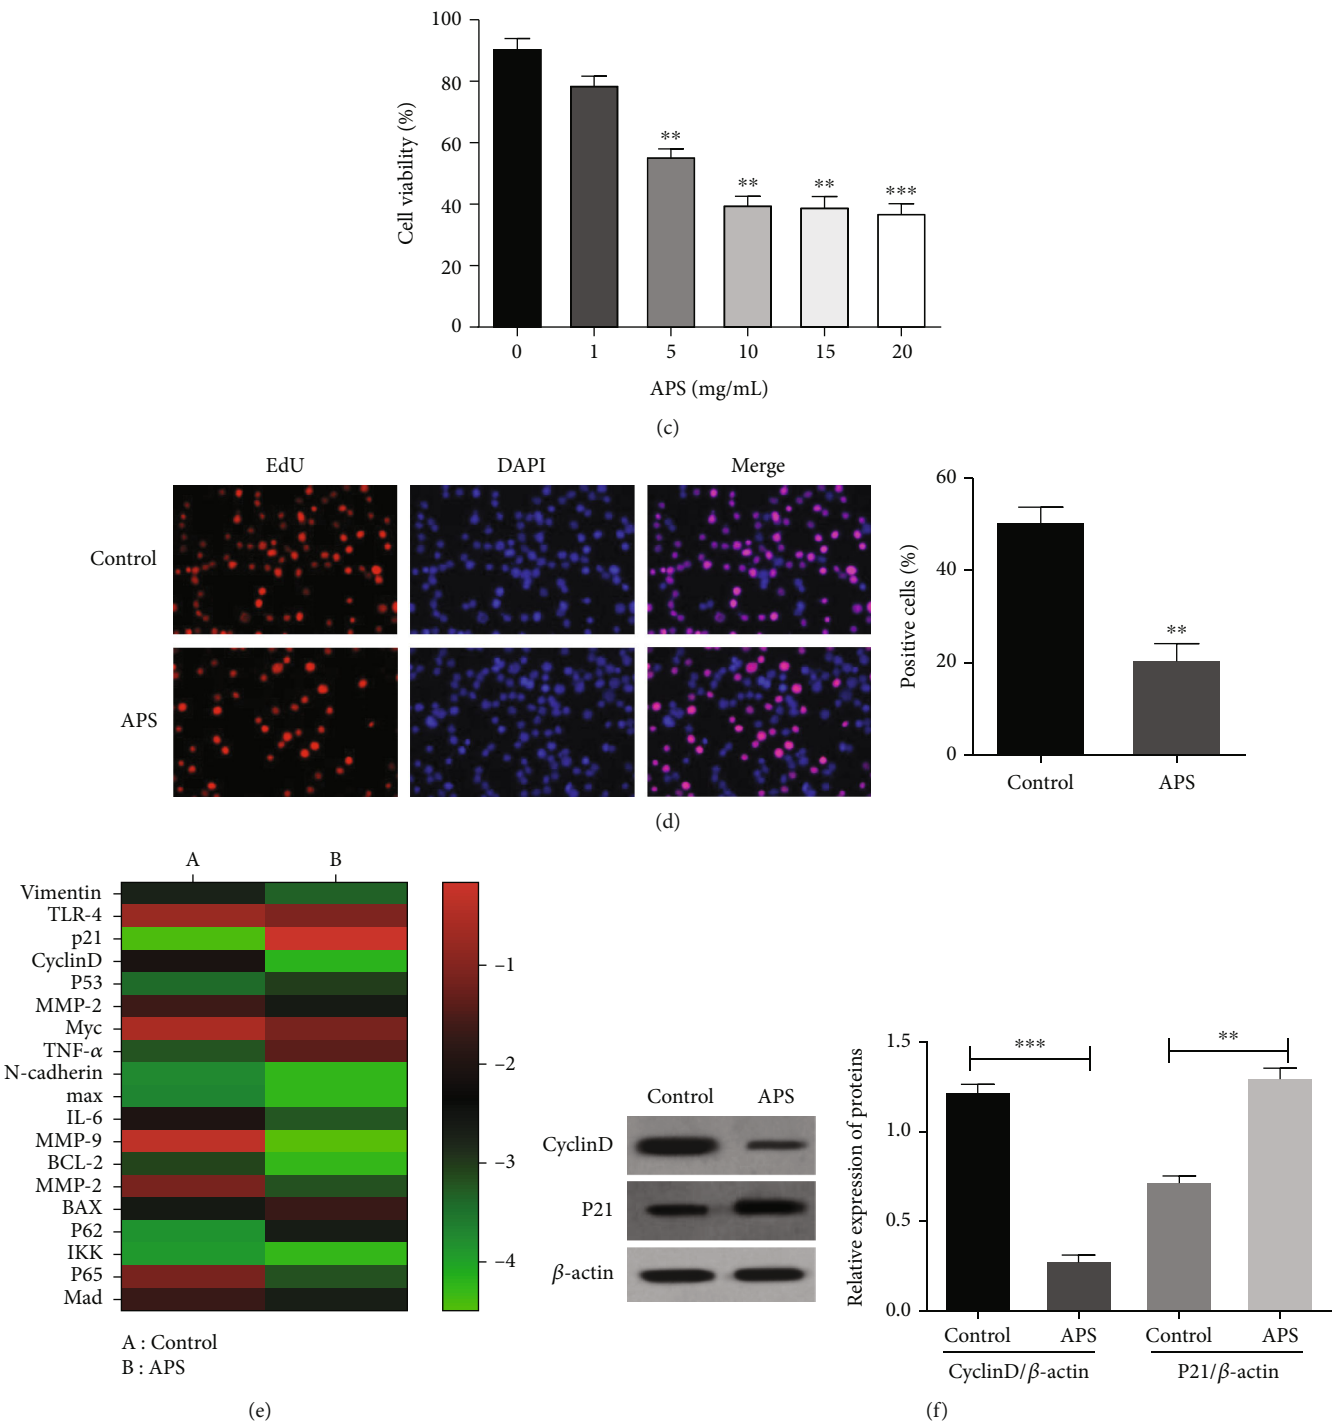 100
80
60
40
20
0
Cell viability (%)
**
**
**
***
0 1 5 10 15 20
APS (mg/mL)
(c)
EdU DAPI Merge
Control
APS
60
40
20
0
Positive cells (%)
**
Control APS
(d)
A B
Vimentin
TLR-4
p21
CyclinD
P53
MMP-2
Myc
TNF-α
N-cadherin
max
IL-6
MMP-9
BCL-2
MMP-2
BAX
P62
IKK
P65
Mad
−1
−2
−3
−4
A : Control
B : APS
(e)
Control APS
CyclinD
P21
β-actin
1.5
1.0
0.5
0.0
Relative expression of proteins
***
**
Control APS Control APS
CyclinD/β-actin P21/β-actin
(f)